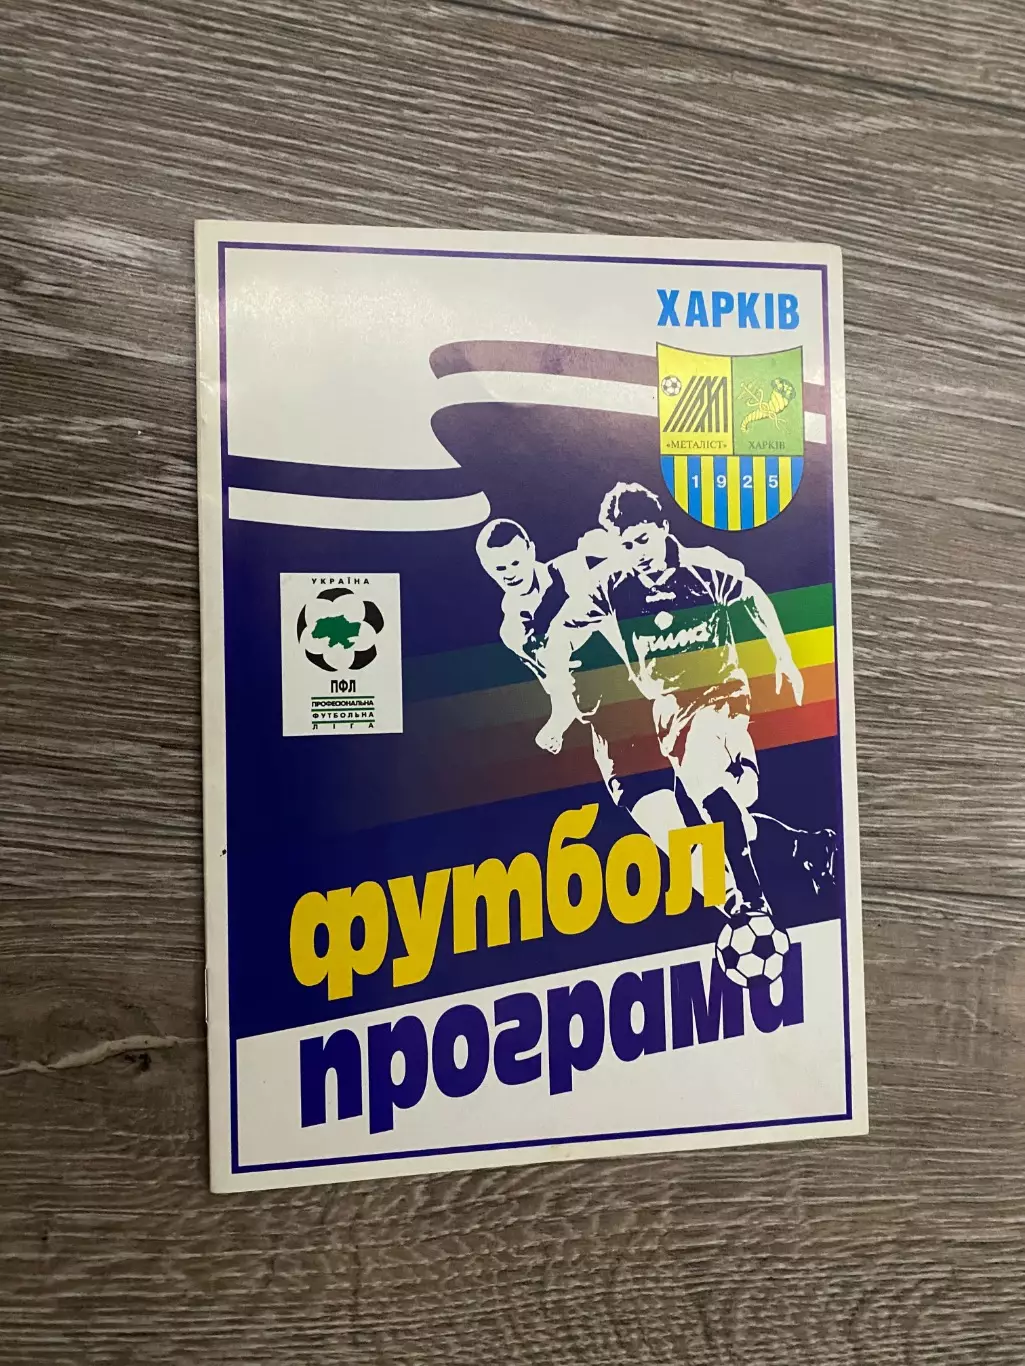 ХАРКІВ
«МЕТАЛІСТ» ХАРКІВ
1925
УКРАЇНА
ПФЛ
ПРОФЕСІОНАЛЬНА
ФУТБОЛЬНА
ЛІГА
футбол
програма